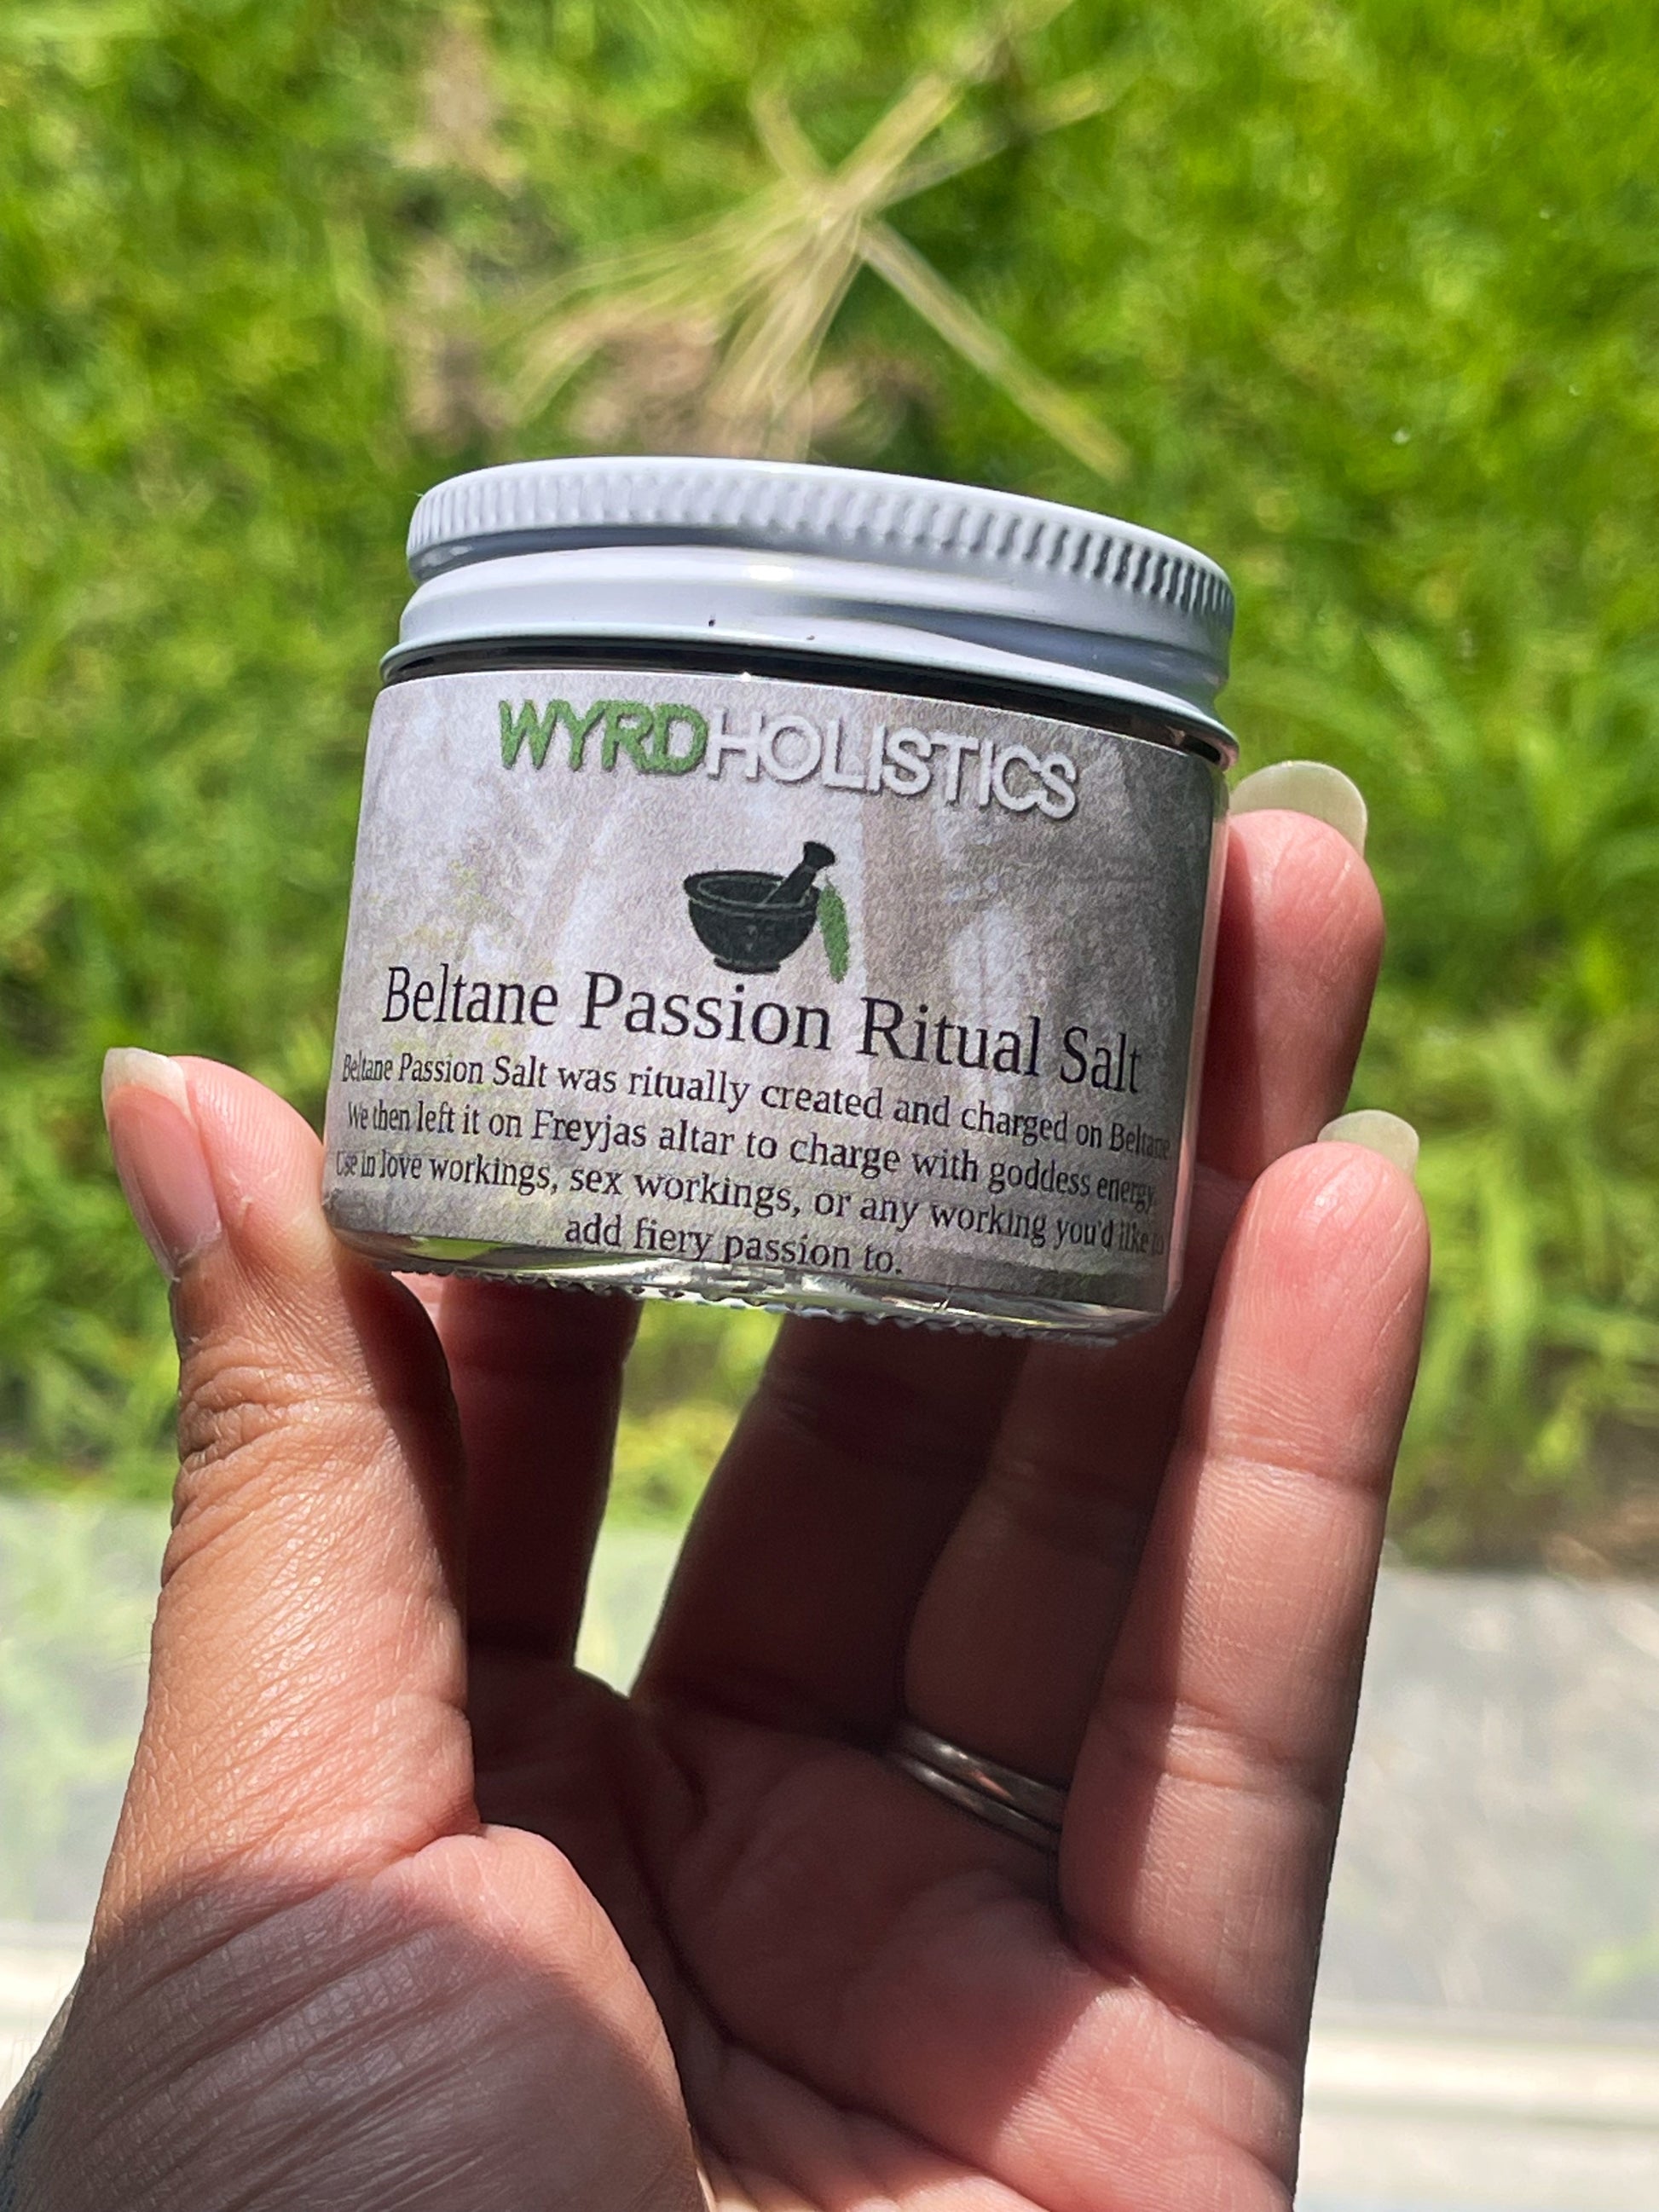 WYRDHOLISTICS
Beltane Passion Ritual Salt
Beltane Passion Salt was ritually created and charged on Beltane
We then left it on Freyjas altar to charge with goddess energy.
Use in love workings, sex workings, or any working you'd like to
add fiery passion to.